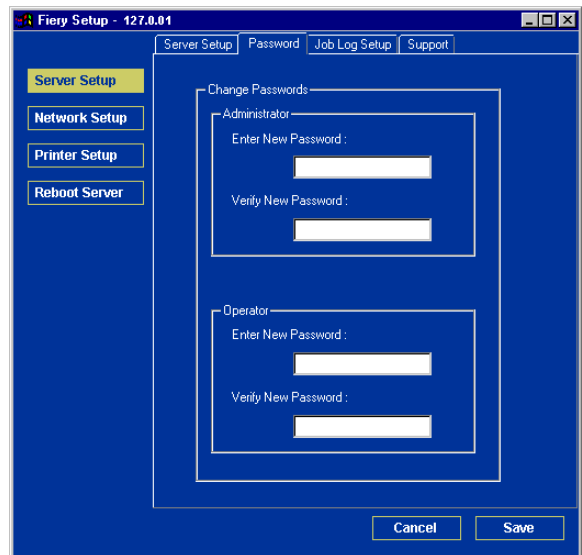 Fiery Setup - 127.0.01
Server Setup
Password
Job Log Setup
Support
Server Setup
Network Setup
Printer Setup
Reboot Server
Change Passwords
Administrator
Enter New Password :
Verify New Password :
Operator
Enter New Password :
Verify New Password :
Cancel
Save